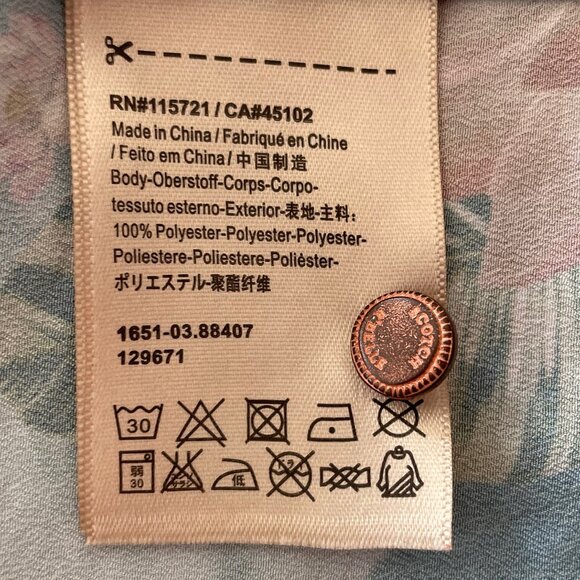 RN#115721 / CA#45102
Made in China / Fabriqué en Chine
/ Feito em China / 中国制造
Body-Oberstoff-Corps-Corpo-
tessuto esterno-Exterior-表地-主料:
100% Polyester-Polyester-Polyester-
Poliestere-Poliestere-Polièster-
ポリエステル-聚酯纤维
1651-03.88407
129671
SCOTCH
30
弱
30
低